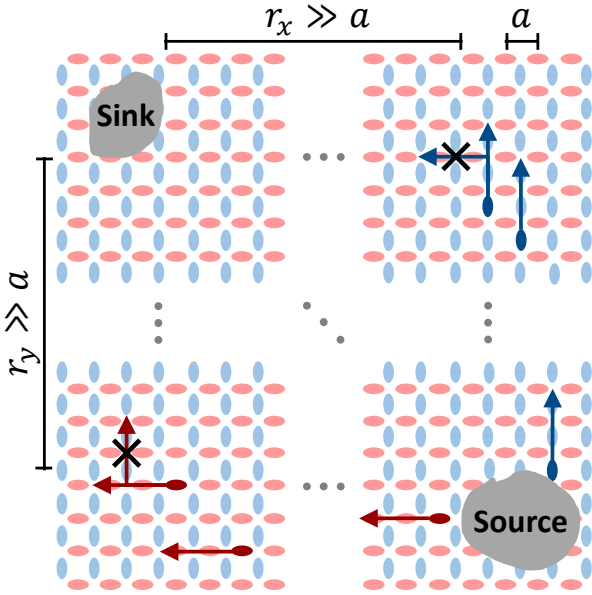 r_x ≫ a
a
Sink
r_y ≫ a
Source